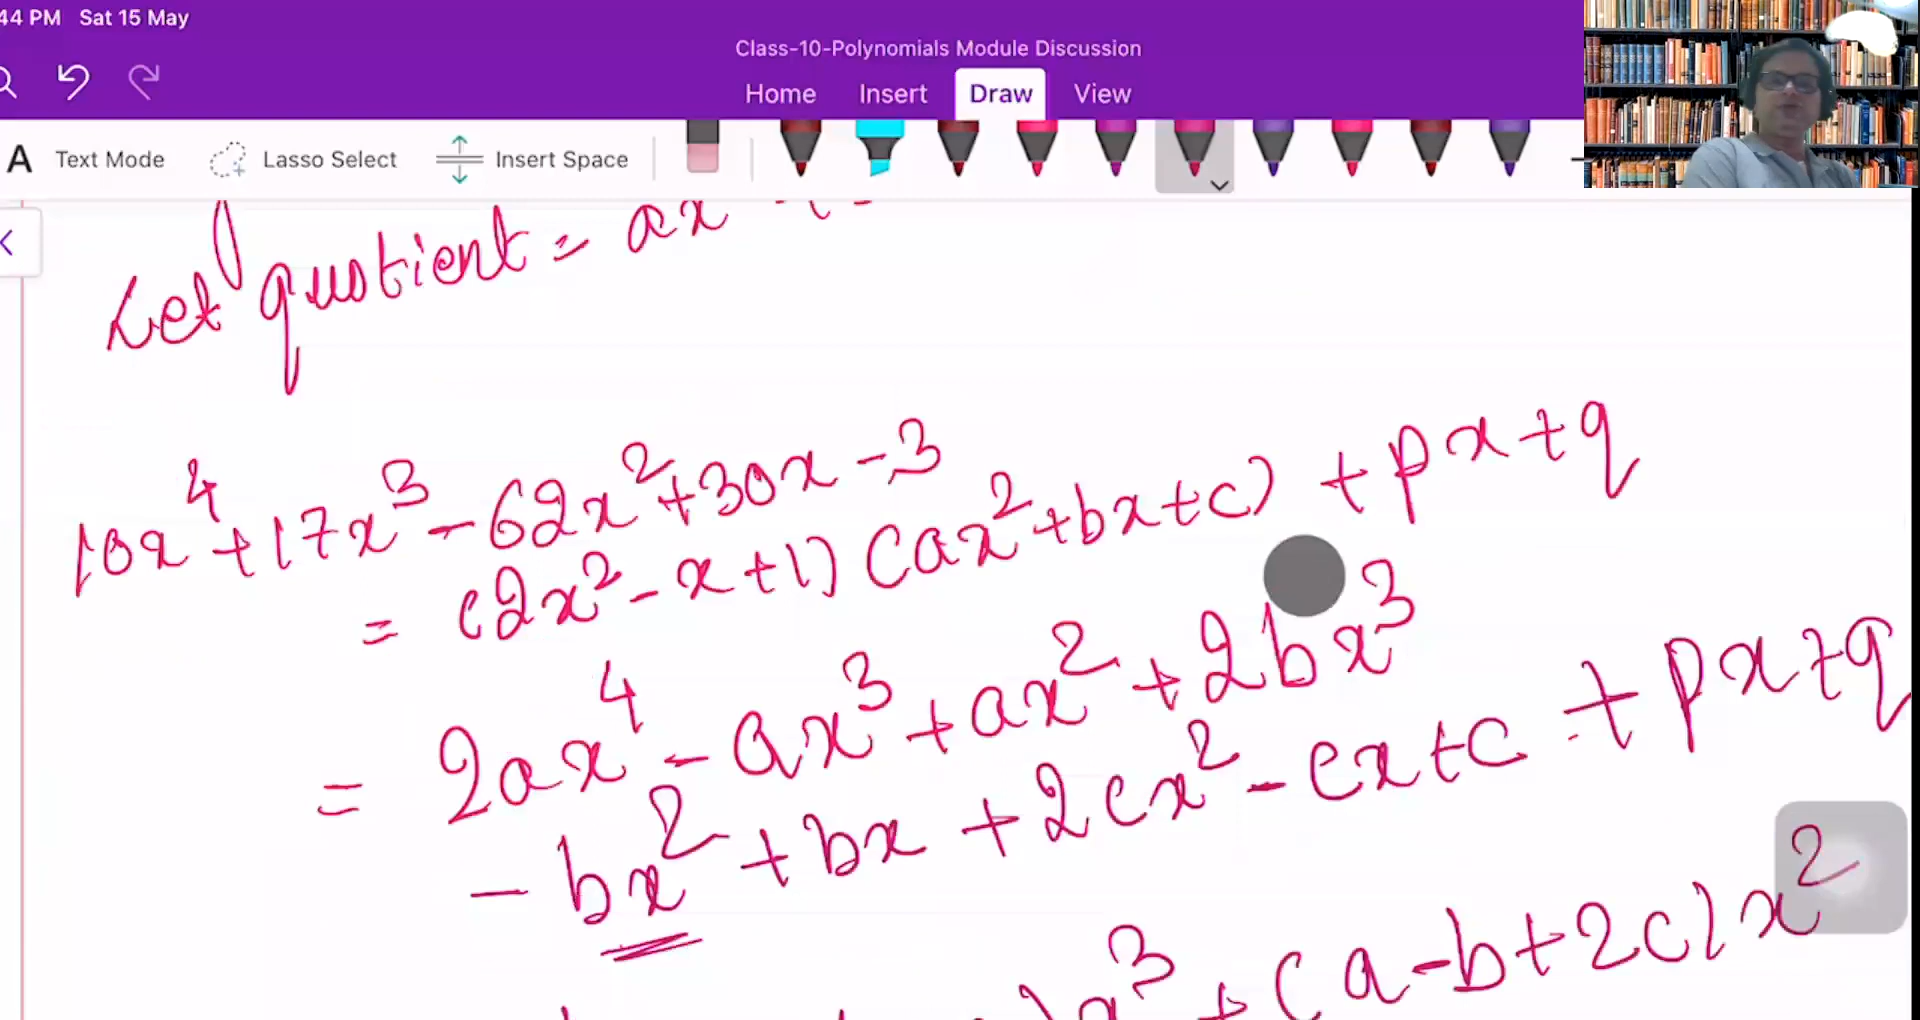 44 PM Sat 15 May
Class-10-Polynomials Module Discussion
Home Insert Draw View
A Text Mode Lasso Select Insert Space
Let quotient = ax
10x⁴+17x³-62x²+30x-3
= (2x²-x+1) (ax²+bx+c) + px+q
= 2ax⁴-ax³+ax²+2bx³
-bx²+bx+2cx²-cx+c + px+q
x³+(a-b+2c)x²